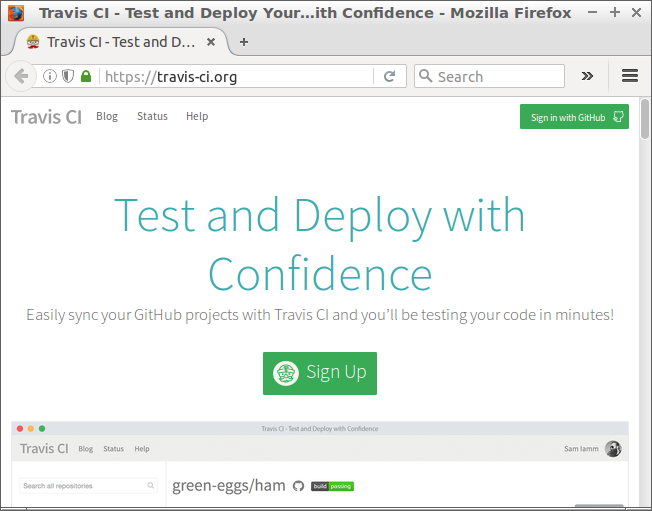 Travis CI - Test and Deploy Your...ith Confidence - Mozilla Firefox
Travis CI - Test and D...
https://travis-ci.org
Search
Travis CI Blog Status Help
Sign in with GitHub
Test and Deploy with
Confidence
Easily sync your GitHub projects with Travis CI and you'll be testing your code in minutes!
Sign Up
Travis CI - Test and Deploy with Confidence
Travis CI Blog Status Help Sam Iamm
Search all repositories
green-eggs/ham build passing